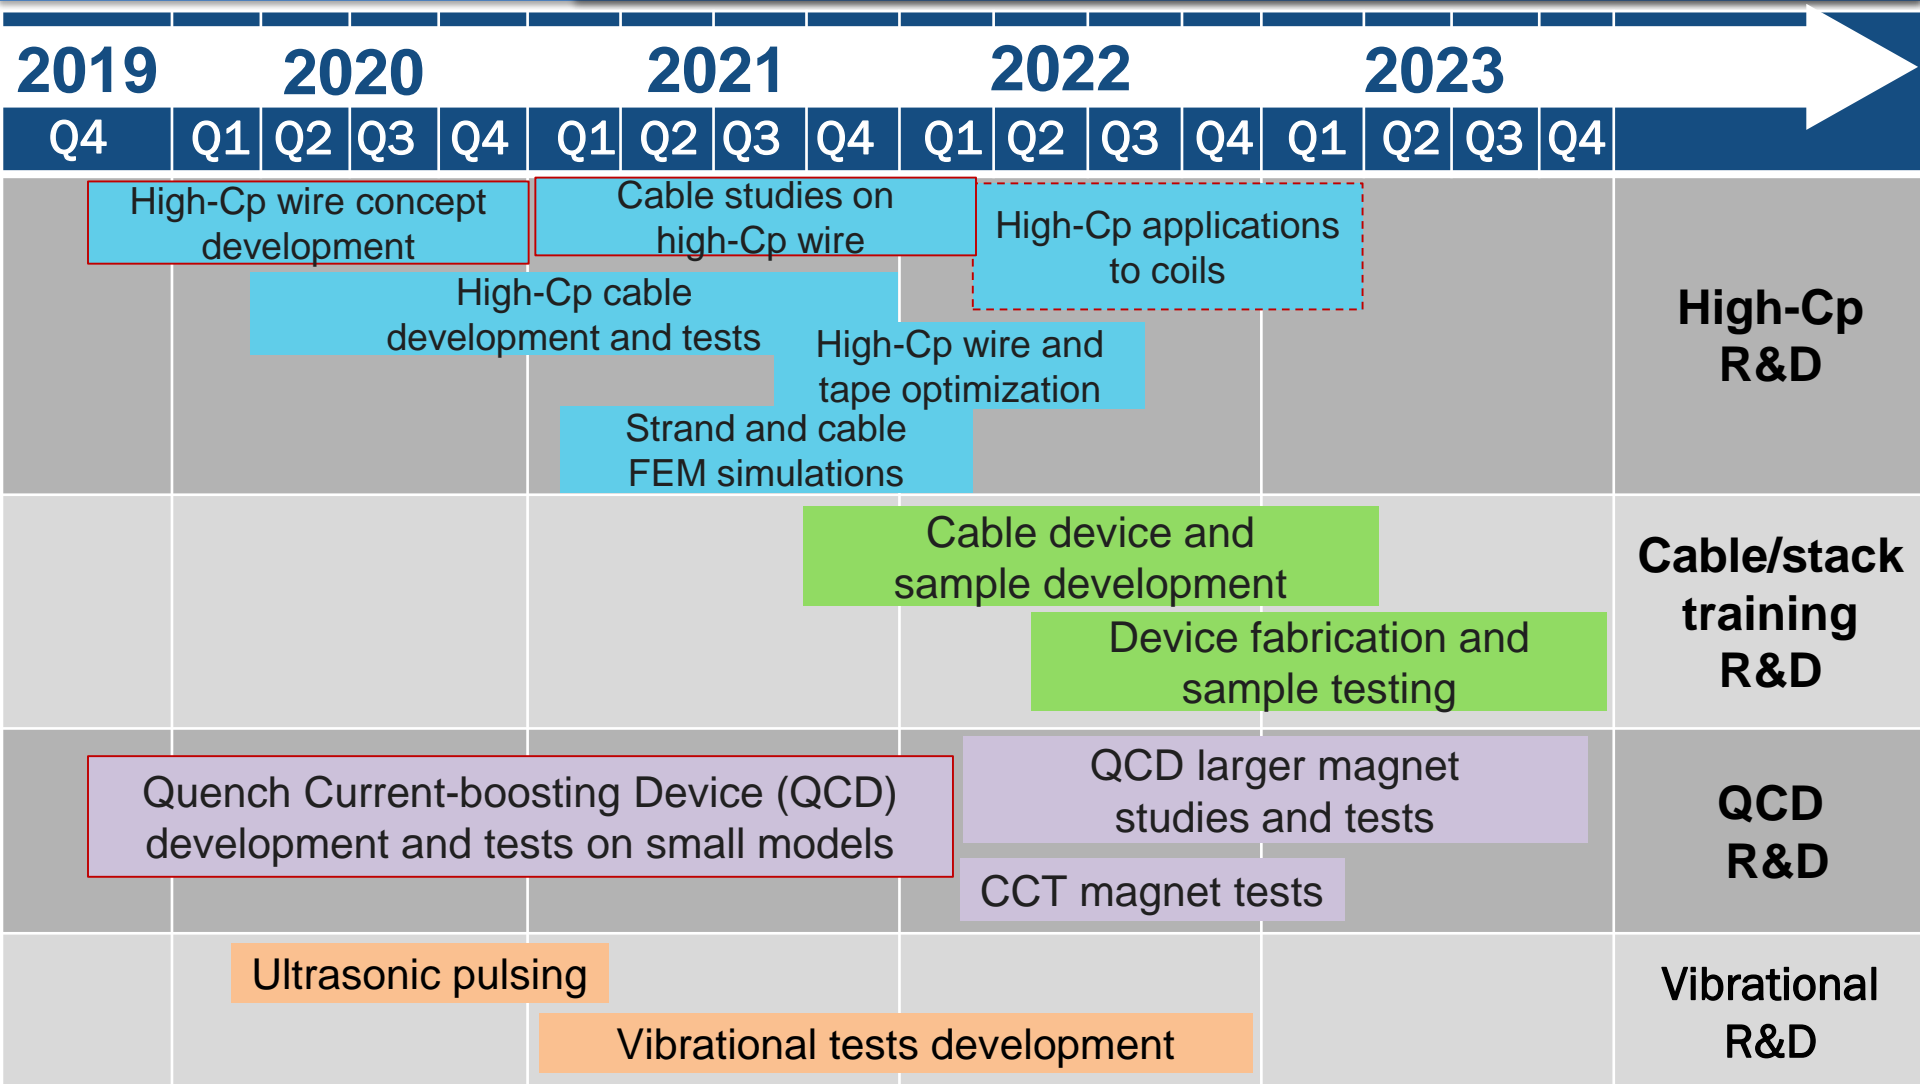 2019 2020 2021 2022 2023
Q4 Q1 Q2 Q3 Q4 Q1 Q2 Q3 Q4 Q1 Q2 Q3 Q4 Q1 Q2 Q3 Q4
High-Cp wire concept
development
Cable studies on
high-Cp wire
High-Cp applications
to coils
High-Cp cable
development and tests
High-Cp wire and
tape optimization
Strand and cable
FEM simulations
High-Cp
R&D
Cable device and
sample development
Device fabrication and
sample testing
Cable/stack
training
R&D
Quench Current-boosting Device (QCD)
development and tests on small models
QCD larger magnet
studies and tests
CCT magnet tests
QCD
R&D
Ultrasonic pulsing
Vibrational tests development
Vibrational
R&D